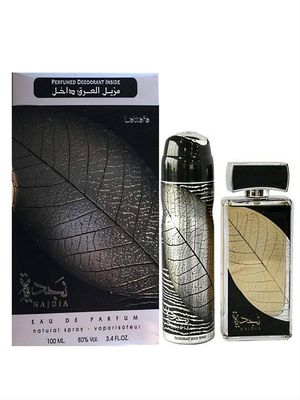 PERFUMED DEODORANT INSIDE
مزيل العرق داخل
Lattafa
نجدية
NAJDIA
EAU DE PARFUM
natural spray - vaporisateur
100 ML 80% Vol. 3.4 FL.OZ.
DEODORANT BODY SPRAY
نجدية
NAJDIA